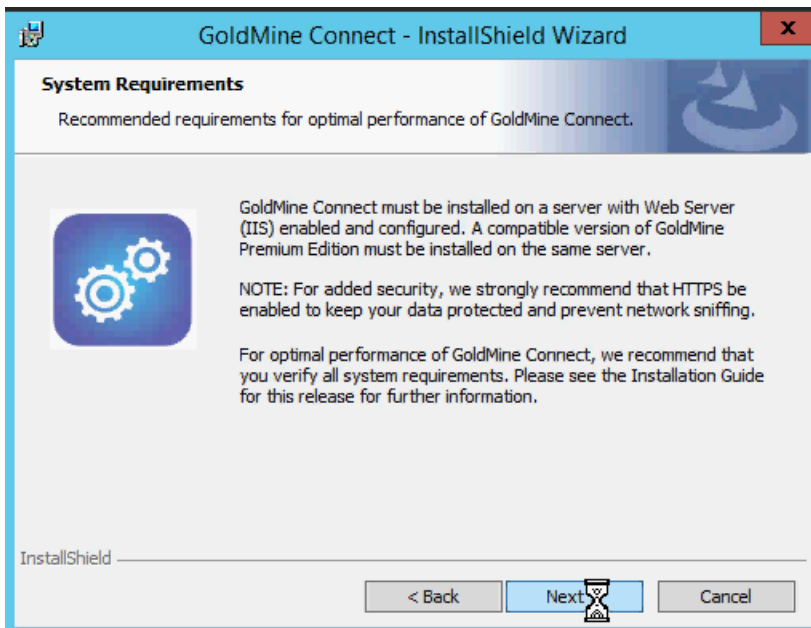 GoldMine Connect - InstallShield Wizard
x
System Requirements
Recommended requirements for optimal performance of GoldMine Connect.
GoldMine Connect must be installed on a server with Web Server
(IIS) enabled and configured. A compatible version of GoldMine
Premium Edition must be installed on the same server.
NOTE: For added security, we strongly recommend that HTTPS be
enabled to keep your data protected and prevent network sniffing.
For optimal performance of GoldMine Connect, we recommend that
you verify all system requirements. Please see the Installation Guide
for this release for further information.
InstallShield
< Back
Next
Cancel